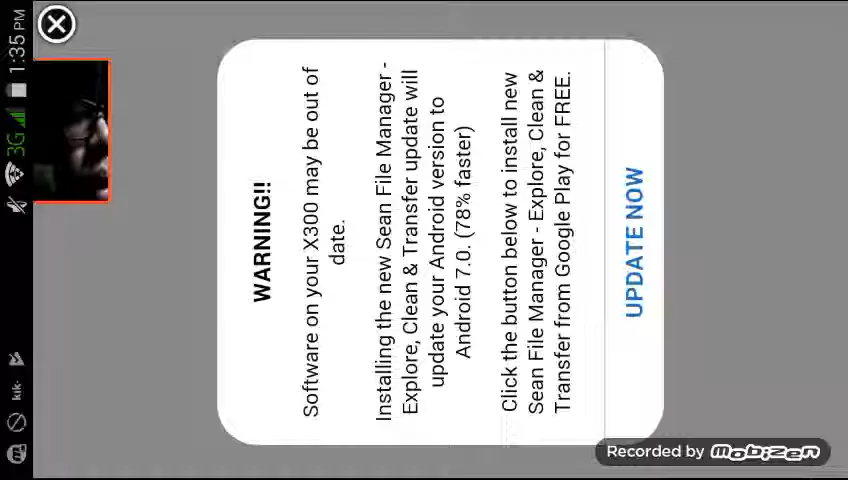 1:35 PM
3G
kik
WARNING!!
Software on your X300 may be out of
date.
Installing the new Sean File Manager -
Explore, Clean & Transfer update will
update your Android version to
Android 7.0. (78% faster)
Click the button below to install new
Sean File Manager - Explore, Clean &
Transfer from Google Play for FREE.
UPDATE NOW
Recorded by Mobizen